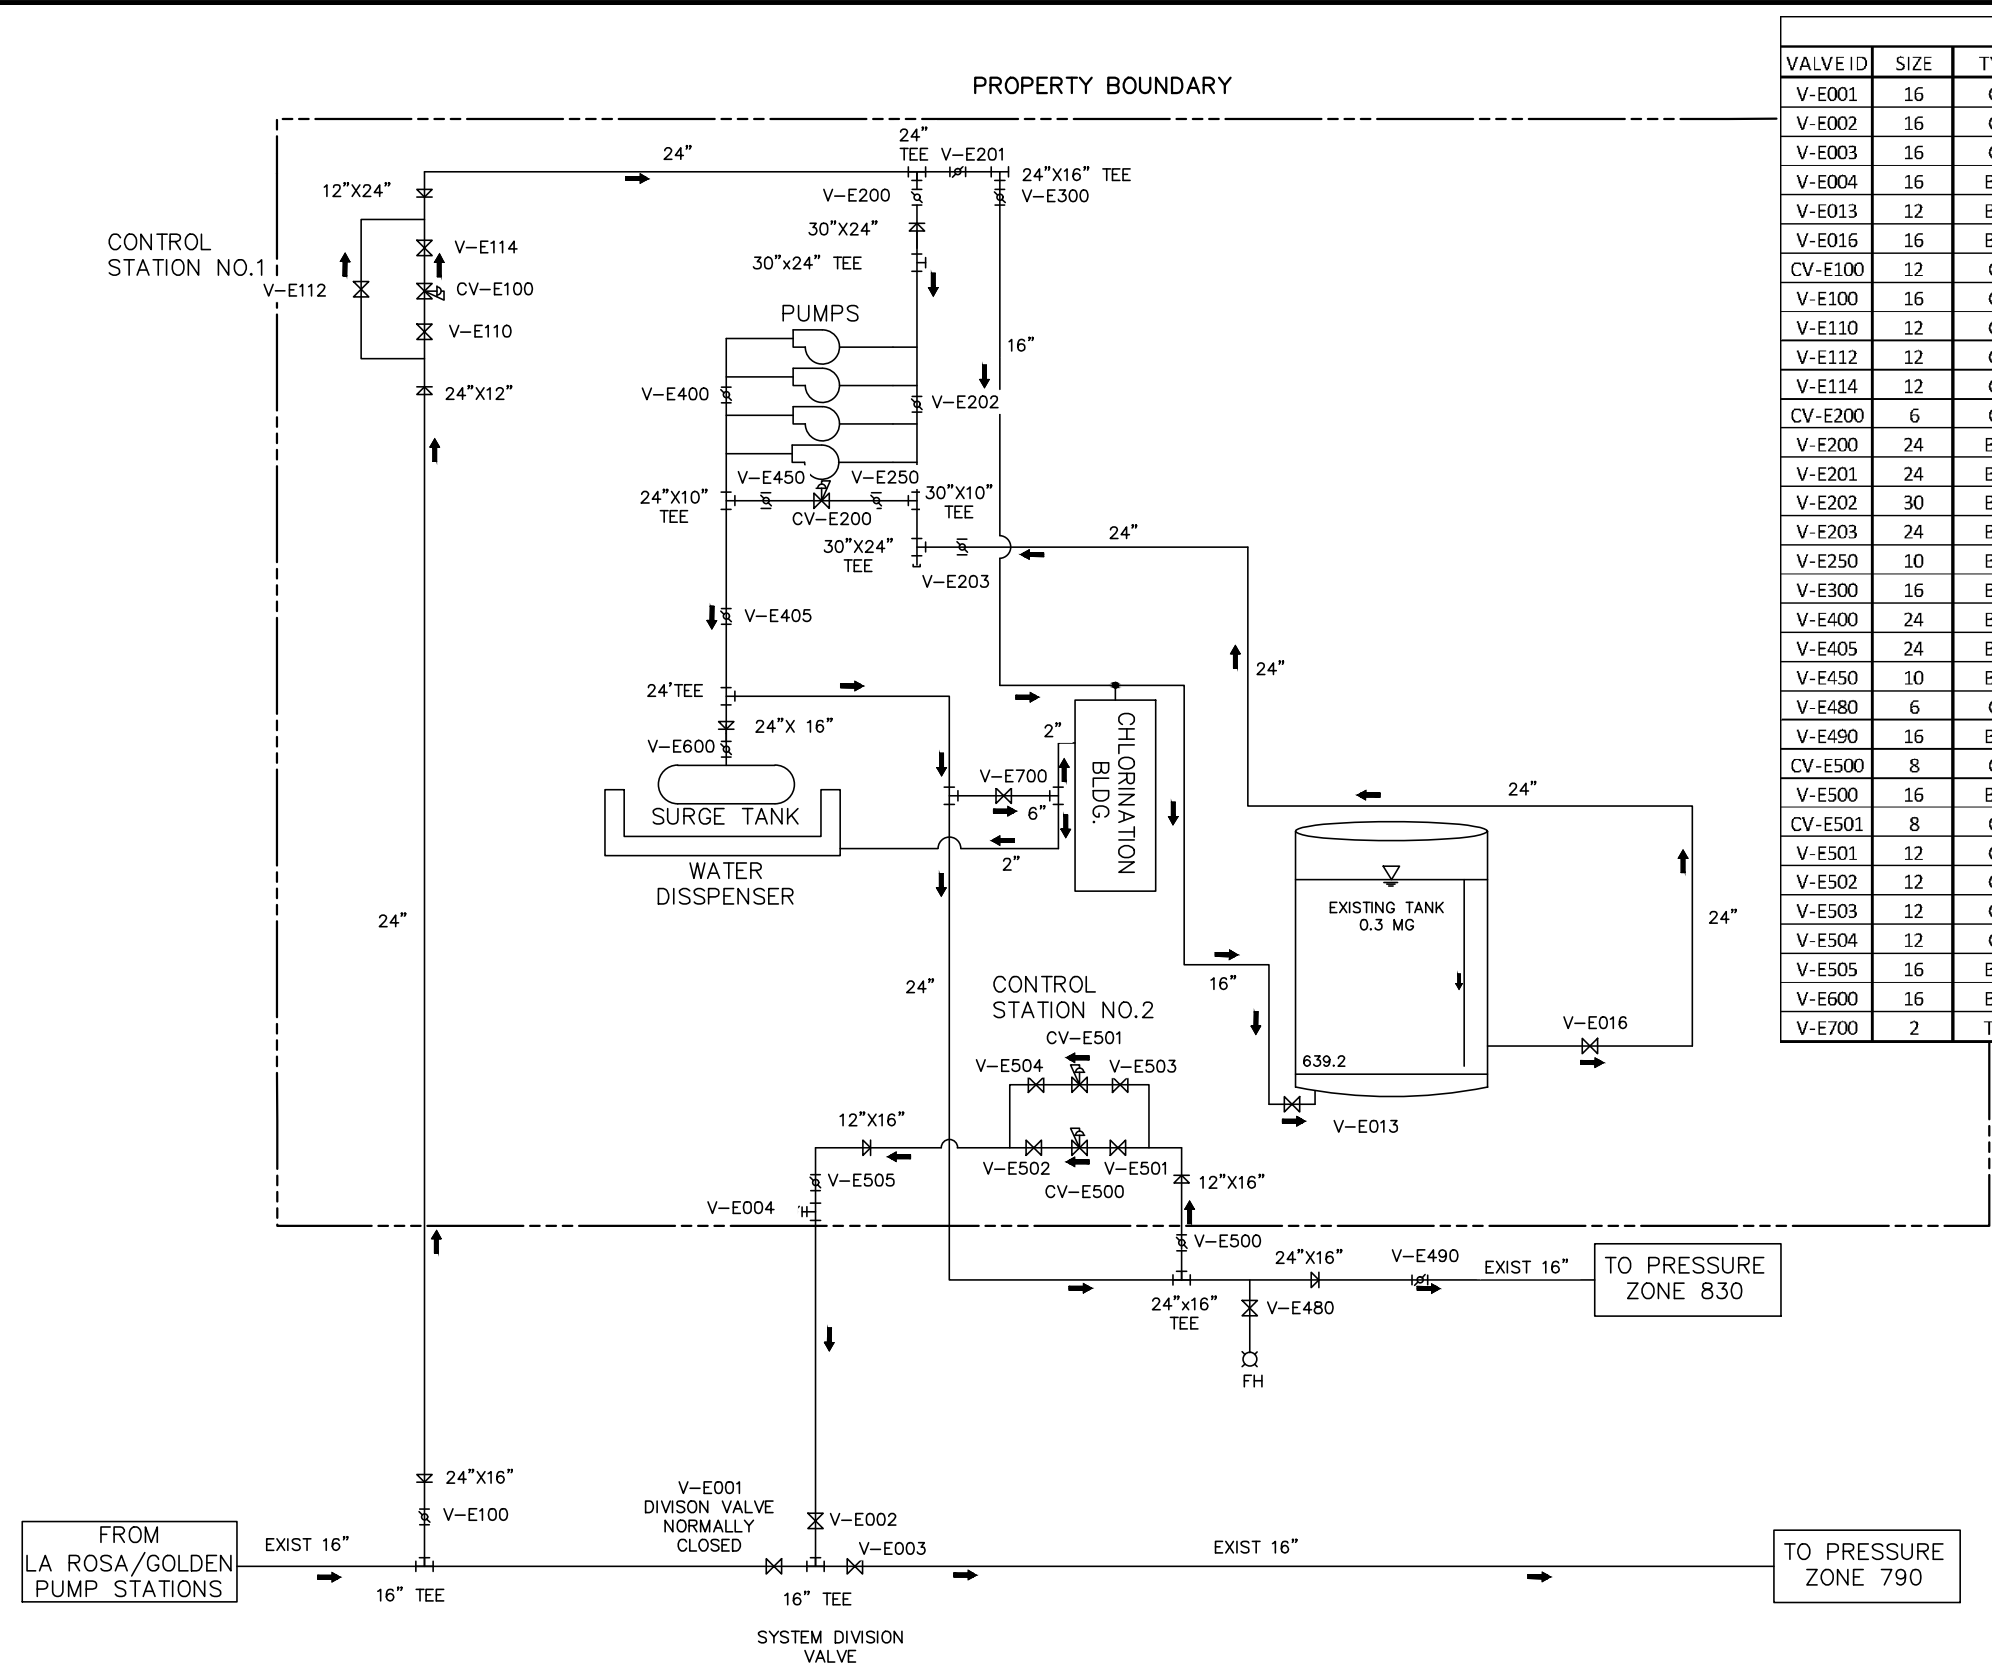 PROPERTY BOUNDARY
VALVE ID SIZE
V-E001 16
V-E002 16
V-E003 16
V-E004 16
V-E013 12
V-E016 16
CV-E100 12
V-E100 16
V-E110 12
V-E112 12
V-E114 12
CV-E200 6
V-E200 24
V-E201 24
V-E202 30
V-E203 24
V-E250 10
V-E300 16
V-E400 24
V-E405 24
V-E450 10
V-E480 6
V-E490 16
CV-E500 8
V-E500 16
CV-E501 8
V-E501 12
V-E502 12
V-E503 12
V-E504 12
V-E505 16
V-E600 16
V-E700 2
24"
24"
TEE
V-E201
12"X24"
V-E200
24"X16" TEE
V-E300
30"X24"
CONTROL
STATION NO.1
V-E114
30"x24" TEE
V-E112
CV-E100
PUMPS
V-E110
16"
24"X12"
V-E400
V-E202
V-E450
V-E250
24"X10"
TEE
30"X10"
TEE
CV-E200
30"X24"
TEE
24"
V-E203
V-E405
24"
24'TEE
24"X 16"
2"
CHLORINATION
BLDG.
V-E600
V-E700
24"
SURGE TANK
6"
2"
WATER
DISSPENSER
EXISTING TANK
0.3 MG
24"
24"
24"
16"
CONTROL
STATION NO.2
V-E016
CV-E501
V-E504
V-E503
639.2
12"X16"
V-E013
V-E502
V-E501
V-E505
12"X16"
CV-E500
V-E004
V-E500
24"X16"
V-E490
EXIST 16"
TO PRESSURE
ZONE 830
24"x16"
TEE
V-E480
FH
24"X16"
V-E001
DIVISON VALVE
NORMALLY
CLOSED
V-E100
V-E002
FROM
LA ROSA/GOLDEN
PUMP STATIONS
EXIST 16"
V-E003
EXIST 16"
TO PRESSURE
ZONE 790
16" TEE
16" TEE
SYSTEM DIVISION
VALVE